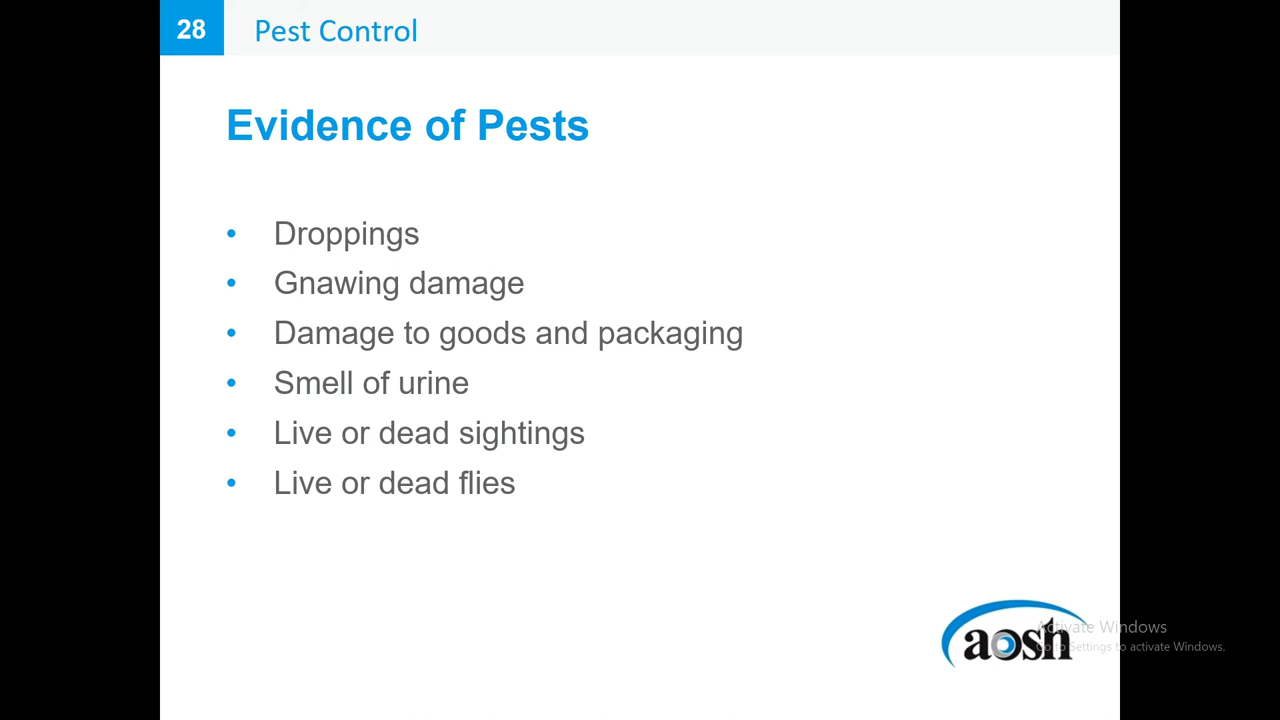 28 Pest Control
Evidence of Pests
• Droppings
• Gnawing damage
• Damage to goods and packaging
• Smell of urine
• Live or dead sightings
• Live or dead flies
Activate Windows
aosh
Go to Settings to activate Windows.